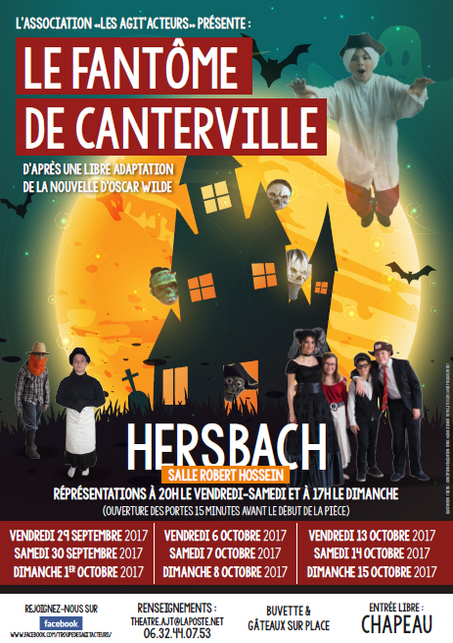 L'ASSOCIATION «LES AGIT'ACTEURS» PRÉSENTE :
LE FANTÔME
DE CANTERVILLE
D'APRÈS UNE LIBRE ADAPTATION
DE LA NOUVELLE D'OSCAR WILDE
HERSBACH
SALLE ROBERT HOSSEIN
RÉPRÉSENTATIONS À 20H LE VENDREDI-SAMEDI ET À 17H LE DIMANCHE
(OUVERTURE DES PORTES 15 MINUTES AVANT LE DÉBUT DE LA PIÈCE)
VENDREDI 29 SEPTEMBRE 2017
SAMEDI 30 SEPTEMBRE 2017
DIMANCHE 1ER OCTOBRE 2017
VENDREDI 6 OCTOBRE 2017
SAMEDI 7 OCTOBRE 2017
DIMANCHE 8 OCTOBRE 2017
VENDREDI 13 OCTOBRE 2017
SAMEDI 14 OCTOBRE 2017
DIMANCHE 15 OCTOBRE 2017
REJOIGNEZ-NOUS SUR
facebook
WWW.FACEBOOK.COM/TROUPEDESAGITACTEURS/
RENSEIGNEMENTS :
THEATRE.AJT@LAPOSTE.NET
06.32.44.07.53
BUVETTE &
GÂTEAUX SUR PLACE
ENTRÉE LIBRE :
CHAPEAU